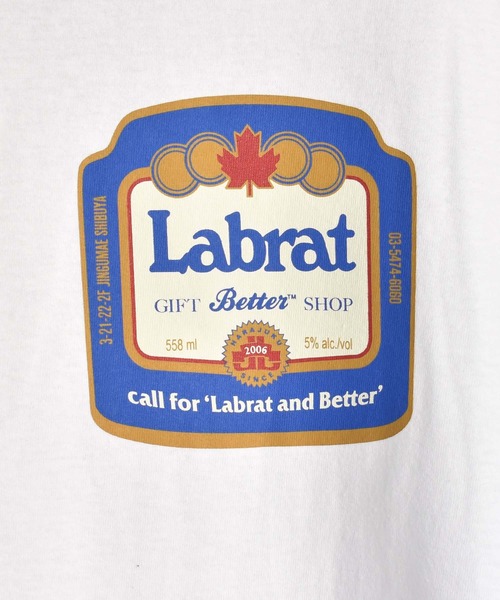 Labrat
GIFT Better™ SHOP
558 ml
5% alc./vol
HARAJUKU
2006
SINCE
call for ‘Labrat and Better’
3-21-22-2F JINGUMAE SHIBUYA
03-5474-6060